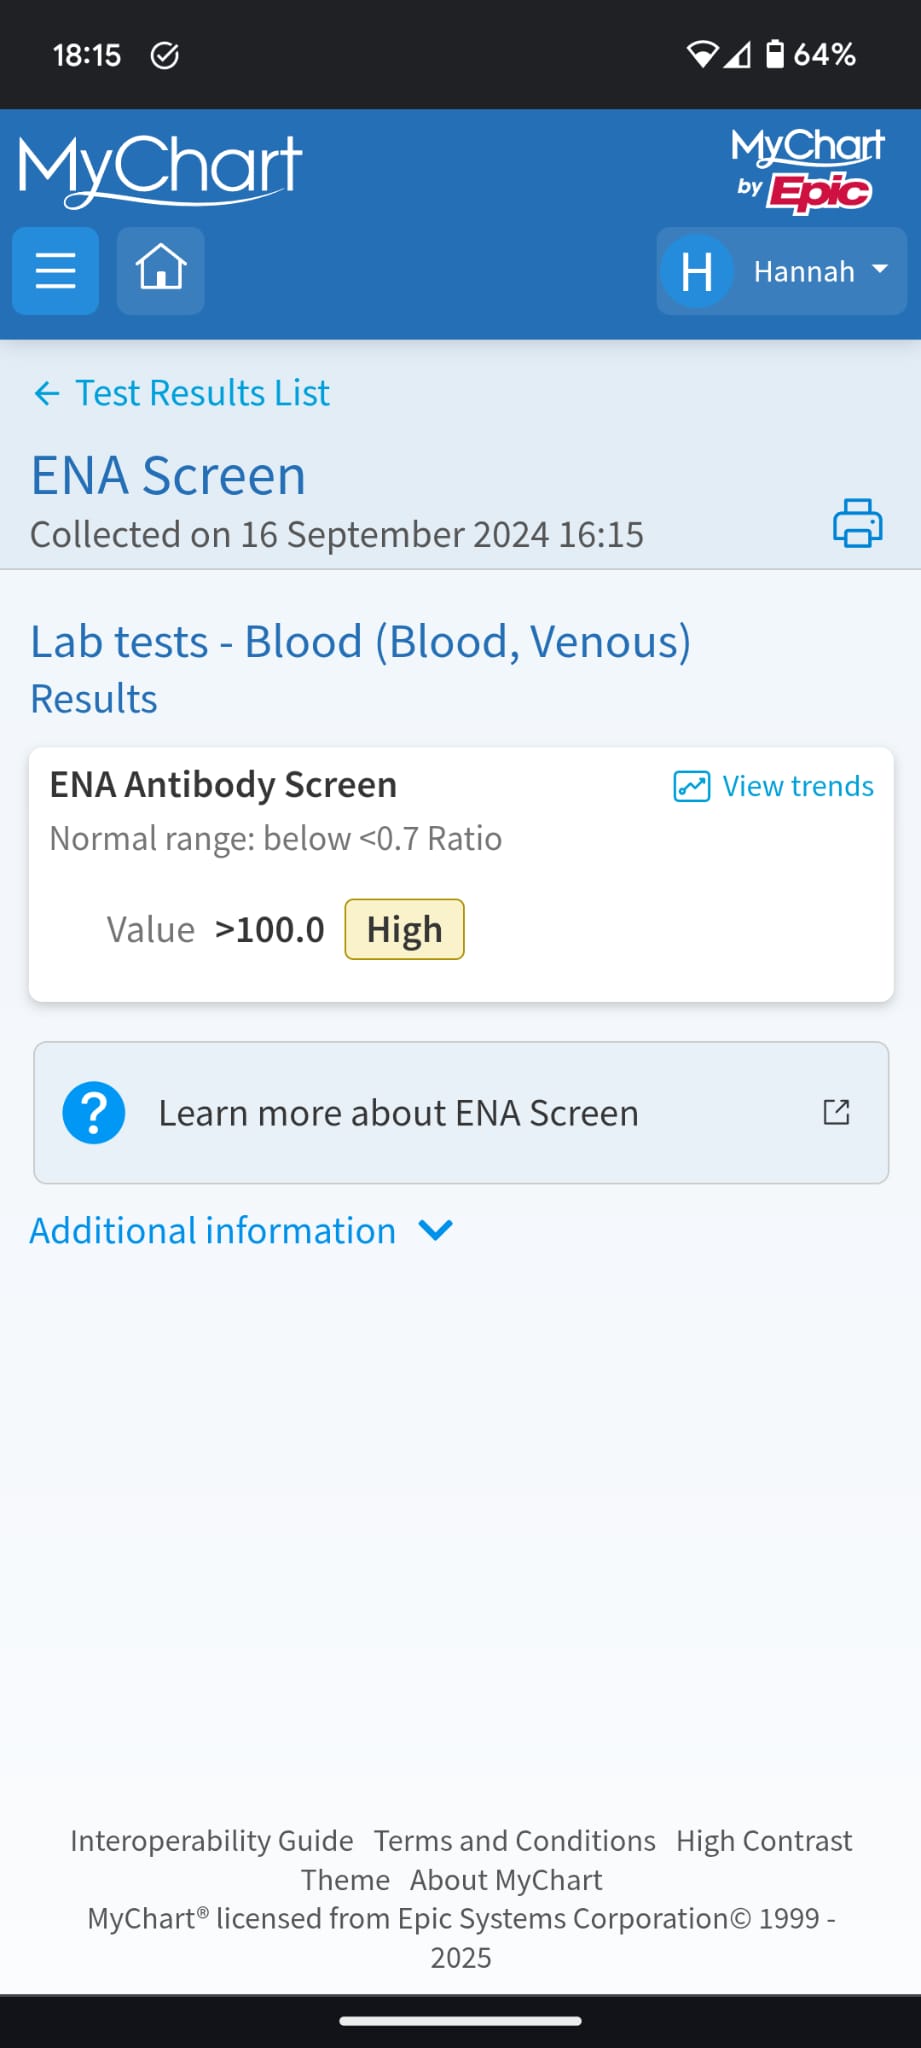 18:15
64%
MyChart
MyChart
by Epic
H Hannah
← Test Results List
ENA Screen
Collected on 16 September 2024 16:15
Lab tests - Blood (Blood, Venous)
Results
ENA Antibody Screen
View trends
Normal range: below <0.7 Ratio
Value >100.0 High
? Learn more about ENA Screen
Additional information
Interoperability Guide Terms and Conditions High Contrast
Theme About MyChart
MyChart® licensed from Epic Systems Corporation© 1999 -
2025